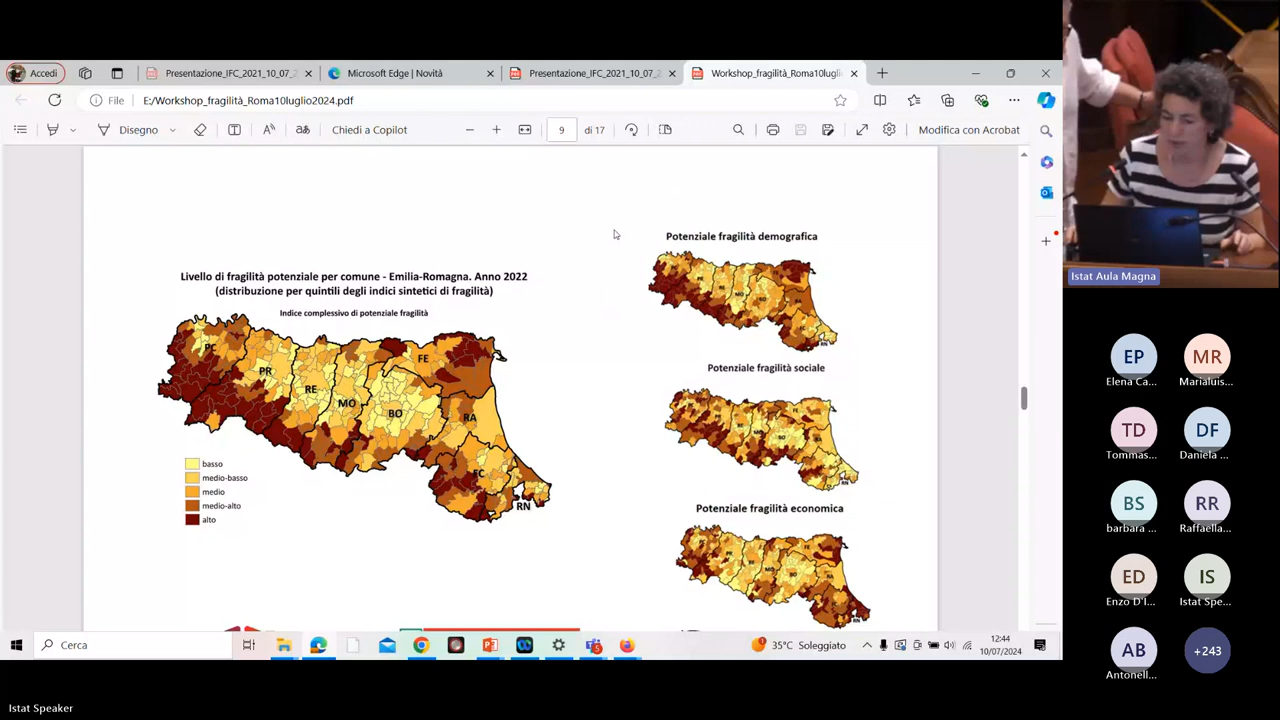 Accedi
Presentazione_IFC_2021_10_07_2
Microsoft Edge | Novità
Presentazione_IFC_2021_10_07_2
Workshop_fragilità_Roma10lugli
File
E:/Workshop_fragilità_Roma10luglio2024.pdf
Disegno
Chiedi a Copilot
9
di 17
Modifica con Acrobat
Livello di fragilità potenziale per comune - Emilia-Romagna. Anno 2022
(distribuzione per quintili degli indici sintetici di fragilità)
Indice complessivo di potenziale fragilità
PC
PR
RE
MO
BO
FE
RA
FC
RN
basso
medio-basso
medio
medio-alto
alto
Potenziale fragilità demografica
Potenziale fragilità sociale
Potenziale fragilità economica
Cerca
35°C Soleggiato
12:44
10/07/2024
Istat Aula Magna
EP
Elena Ca...
MR
Marialuis...
TD
Tommas...
DF
Daniela ...
BS
barbara ...
RR
Raffaella...
ED
Enzo D'I...
IS
Istat Spe...
AB
Antonell...
+243
Istat Speaker